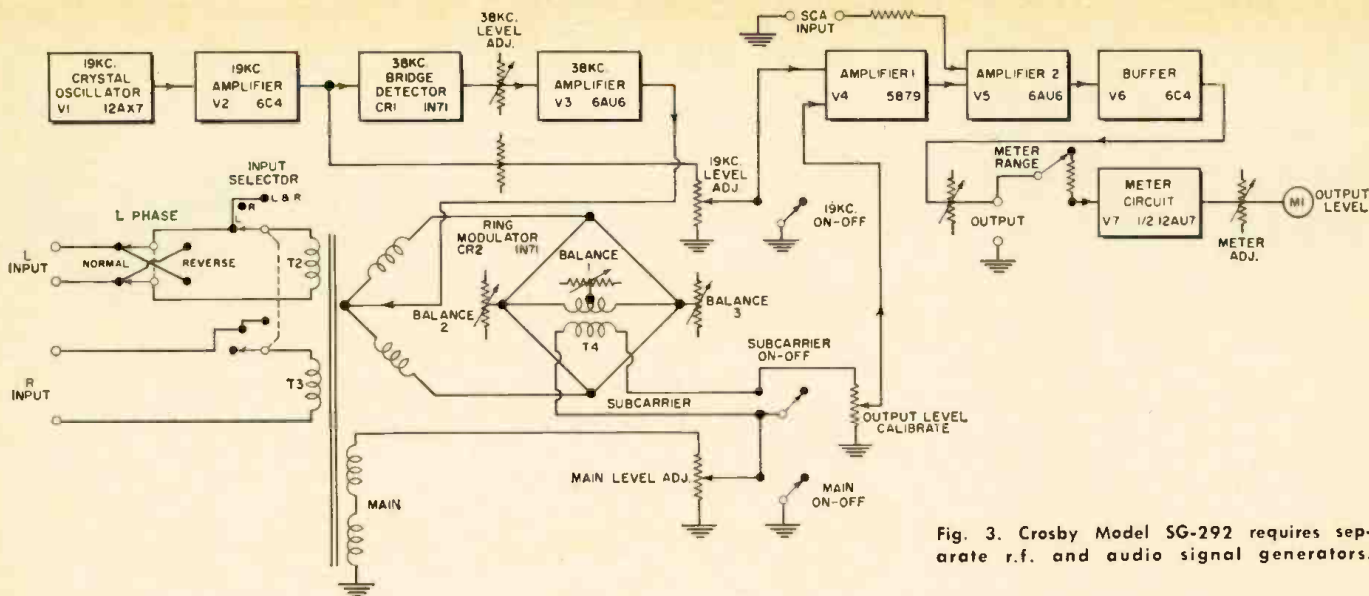 19KC.
CRYSTAL
OSCILLATOR
V1 12AX7
19KC.
AMPLIFIER
V2 6C4
38KC.
BRIDGE
DETECTOR
CR1 IN71
38KC.
LEVEL
ADJ.
38KC.
AMPLIFIER
V3 6AU6
SCA
INPUT
AMPLIFIER 1
V4 5879
AMPLIFIER 2
V5 6AU6
BUFFER
V6 6C4
19KC.
LEVEL
ADJ.
19KC.
ON-OFF
METER
RANGE
OUTPUT
METER
CIRCUIT
V7 1/2 12AU7
METER
ADJ.
M1
OUTPUT
LEVEL
INPUT
SELECTOR
L & R
R
L
L PHASE
L
INPUT
NORMAL
REVERSE
T2
R
INPUT
T3
RING
MODULATOR
CR2 IN71
BALANCE
1
BALANCE
2
BALANCE
3
T4
SUBCARRIER
ON-OFF
SUBCARRIER
OUTPUT LEVEL
CALIBRATE
MAIN LEVEL ADJ.
MAIN
ON-OFF
MAIN
Fig. 3. Crosby Model SG-292 requires sep-
arate r.f. and audio signal generators.